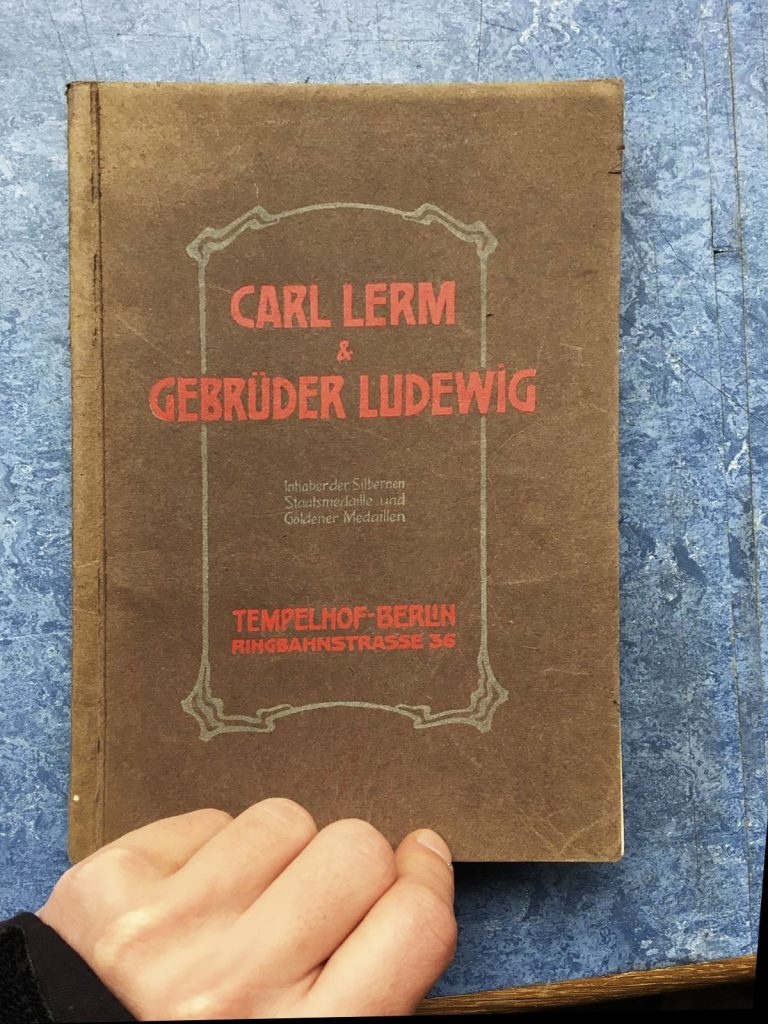 CARL LERM
&
GEBRÜDER LUDEWIG
Inhaber der Silbernen
Staatsmedaille und
Goldener Medaillen
TEMPELHOF-BERLIN
RINGBAHNSTRASSE 36